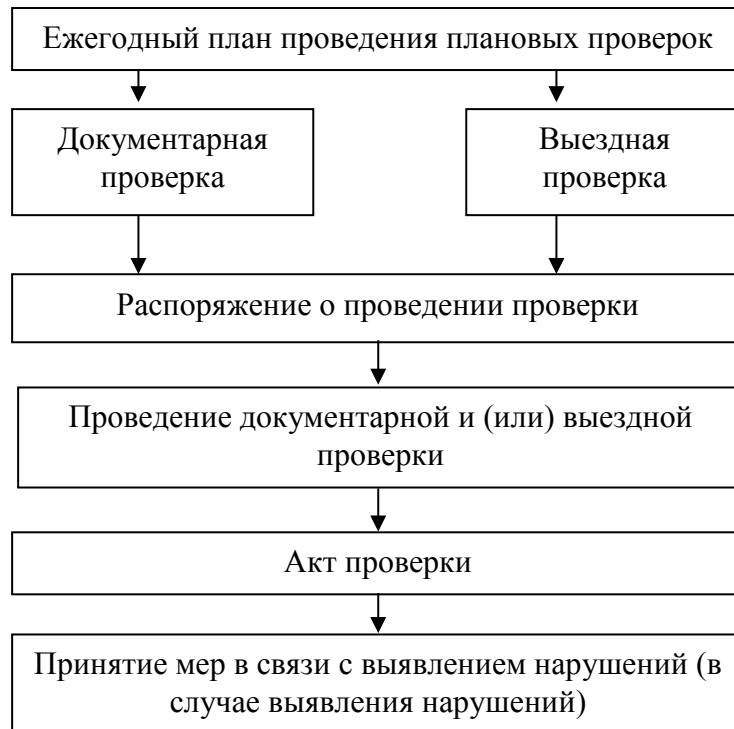 Ежегодный план проведения плановых проверок
Документарная
проверка
Выездная
проверка
Распоряжение о проведении проверки
Проведение документарной и (или) выездной
проверки
Акт проверки
Принятие мер в связи с выявлением нарушений (в
случае выявления нарушений)